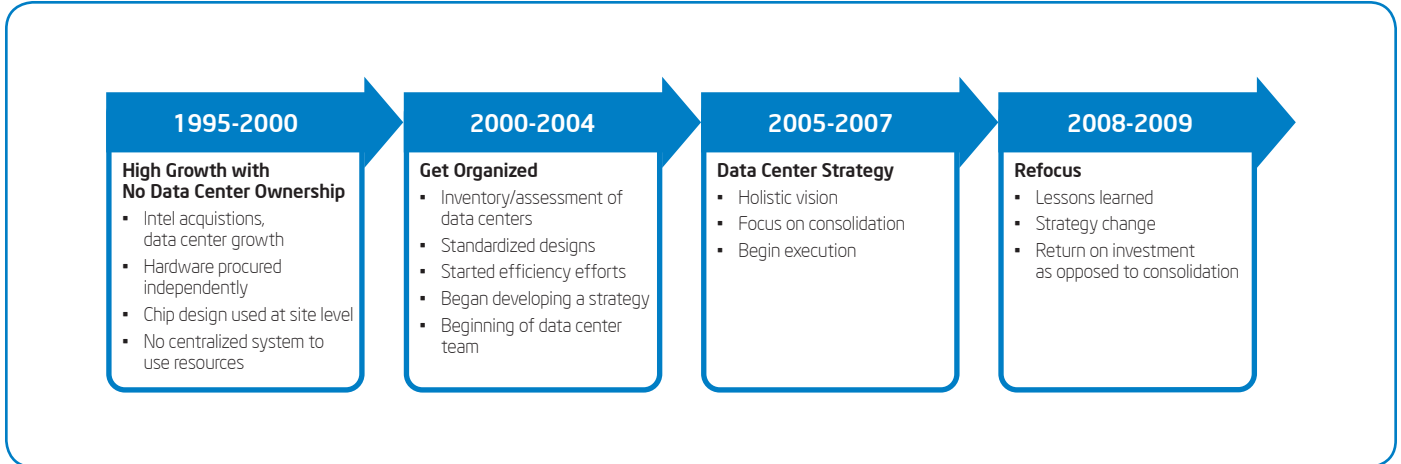 1995-2000
High Growth with
No Data Center Ownership
▪ Intel acquistions,
data center growth
▪ Hardware procured
independently
▪ Chip design used at site level
▪ No centralized system to
use resources
2000-2004
Get Organized
▪ Inventory/assessment of
data centers
▪ Standardized designs
▪ Started efficiency efforts
▪ Began developing a strategy
▪ Beginning of data center
team
2005-2007
Data Center Strategy
▪ Holistic vision
▪ Focus on consolidation
▪ Begin execution
2008-2009
Refocus
▪ Lessons learned
▪ Strategy change
▪ Return on investment
as opposed to consolidation